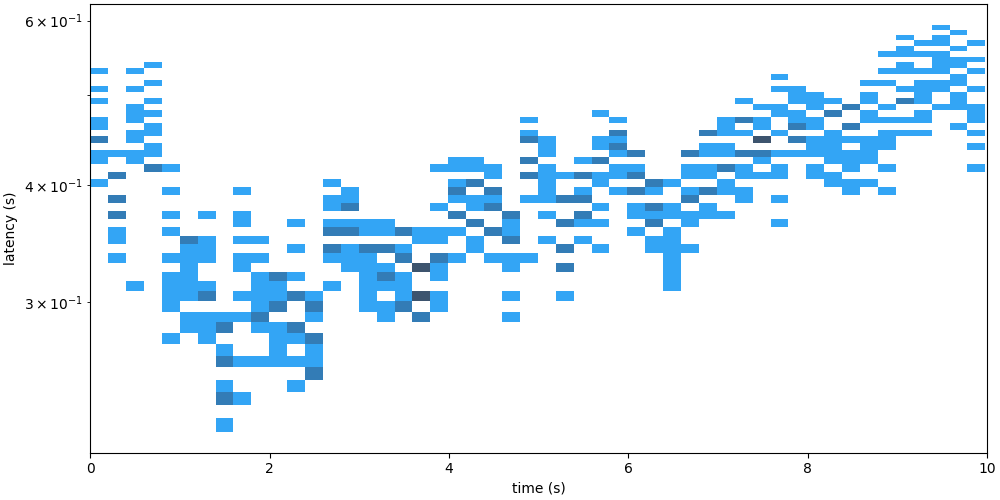 6 × 10⁻¹
4 × 10⁻¹
3 × 10⁻¹
latency (s)
0 2 4 6 8 10
time (s)